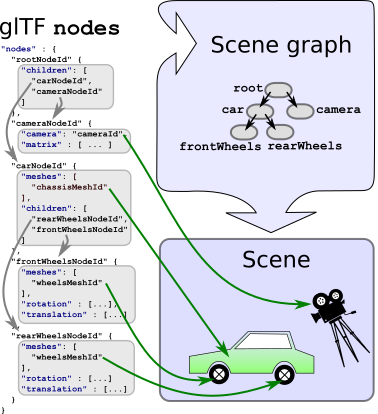 glTF nodes
"nodes" : {
"rootNodeId" {
"children": [
"carNodeId",
"cameraNodeId"
]
},
"cameraNodeId" {
"camera": "cameraId"
"matrix" : [ ... ]
},
"carNodeId" {
"meshes": [
"chassisMeshId"
],
"children": [
"rearWheelsNodeId",
"frontWheelsNodeId"
]
},
"frontWheelsNodeId" {
"meshes": [
"wheelsMeshId"
],
"rotation" : [...],
"translation" : [...]
},
"rearWheelsNodeId" {
"meshes": [
"wheelsMeshId"
],
"rotation" : [...]
"translation" : [...]
}
}
Scene graph
root
car
camera
frontWheels
rearWheels
Scene